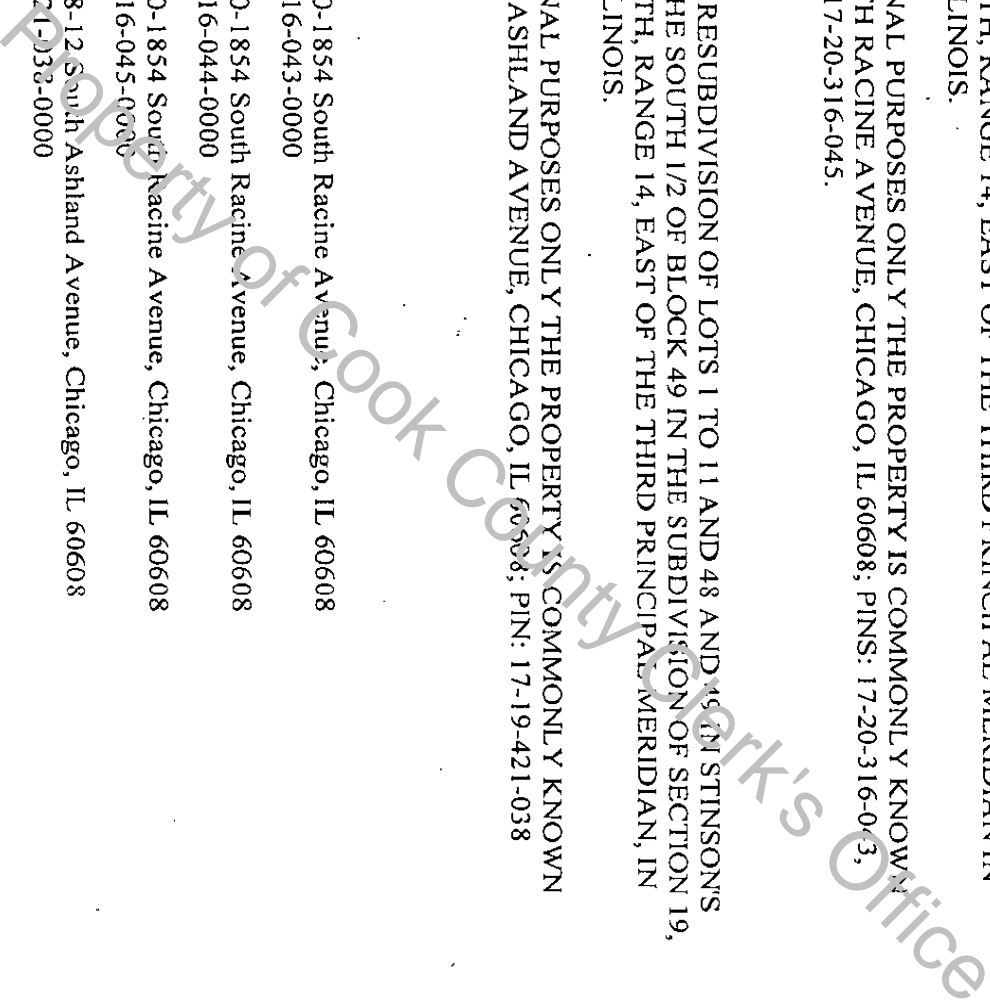 TH, RANGE 14, EAST OF THE THIRD PRINCIPAL MERIDIAN IN
LINOIS.
NAL PURPOSES ONLY THE PROPERTY IS COMMONLY KNOWN
TH RACINE AVENUE, CHICAGO, IL 60608; PINS: 17-20-316-043,
17-20-316-045.
RESUBDIVISION OF LOTS 1 TO 11 AND 48 AND 49 IN STINSON'S
HE SOUTH 1/2 OF BLOCK 49 IN THE SUBDIVISION OF SECTION 19,
TH, RANGE 14, EAST OF THE THIRD PRINCIPAL MERIDIAN, IN
LINOIS.
NAL PURPOSES ONLY THE PROPERTY IS COMMONLY KNOWN
ASHLAND AVENUE, CHICAGO, IL 60608; PIN: 17-19-421-038
0-1854 South Racine Avenue, Chicago, IL 60608
16-043-0000
0-1854 South Racine Avenue, Chicago, IL 60608
16-044-0000
0-1854 South Racine Avenue, Chicago, IL 60608
16-045-0000
8-12 South Ashland Avenue, Chicago, IL 60608
21-038-0000
Property of Cook County Clerk's Office